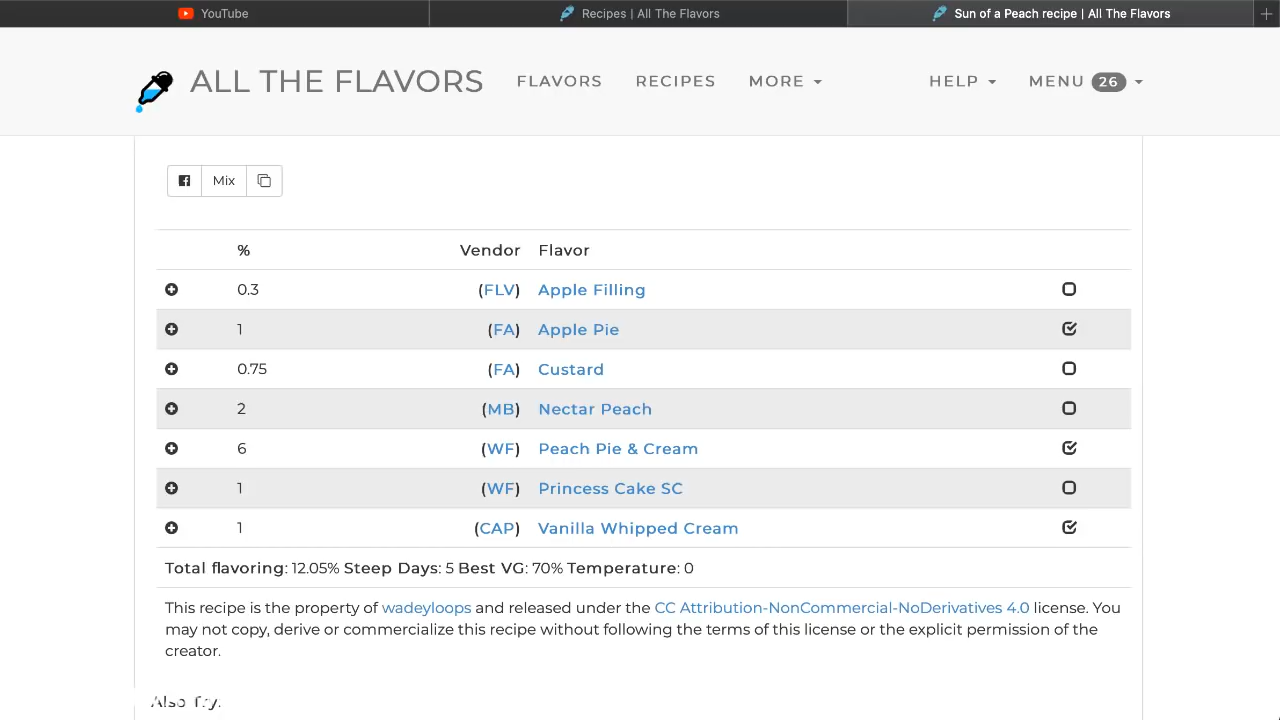 YouTube
Recipes | All The Flavors
Sun of a Peach recipe | All The Flavors
ALL THE FLAVORS
FLAVORS
RECIPES
MORE
HELP
MENU 26
Mix
% Vendor Flavor
0.3 (FLV) Apple Filling
1 (FA) Apple Pie
0.75 (FA) Custard
2 (MB) Nectar Peach
6 (WF) Peach Pie & Cream
1 (WF) Princess Cake SC
1 (CAP) Vanilla Whipped Cream
Total flavoring: 12.05% Steep Days: 5 Best VG: 70% Temperature: 0
This recipe is the property of wadeyloops and released under the CC Attribution-NonCommercial-NoDerivatives 4.0 license. You
may not copy, derive or commercialize this recipe without following the terms of this license or the explicit permission of the
creator.
Also Try: